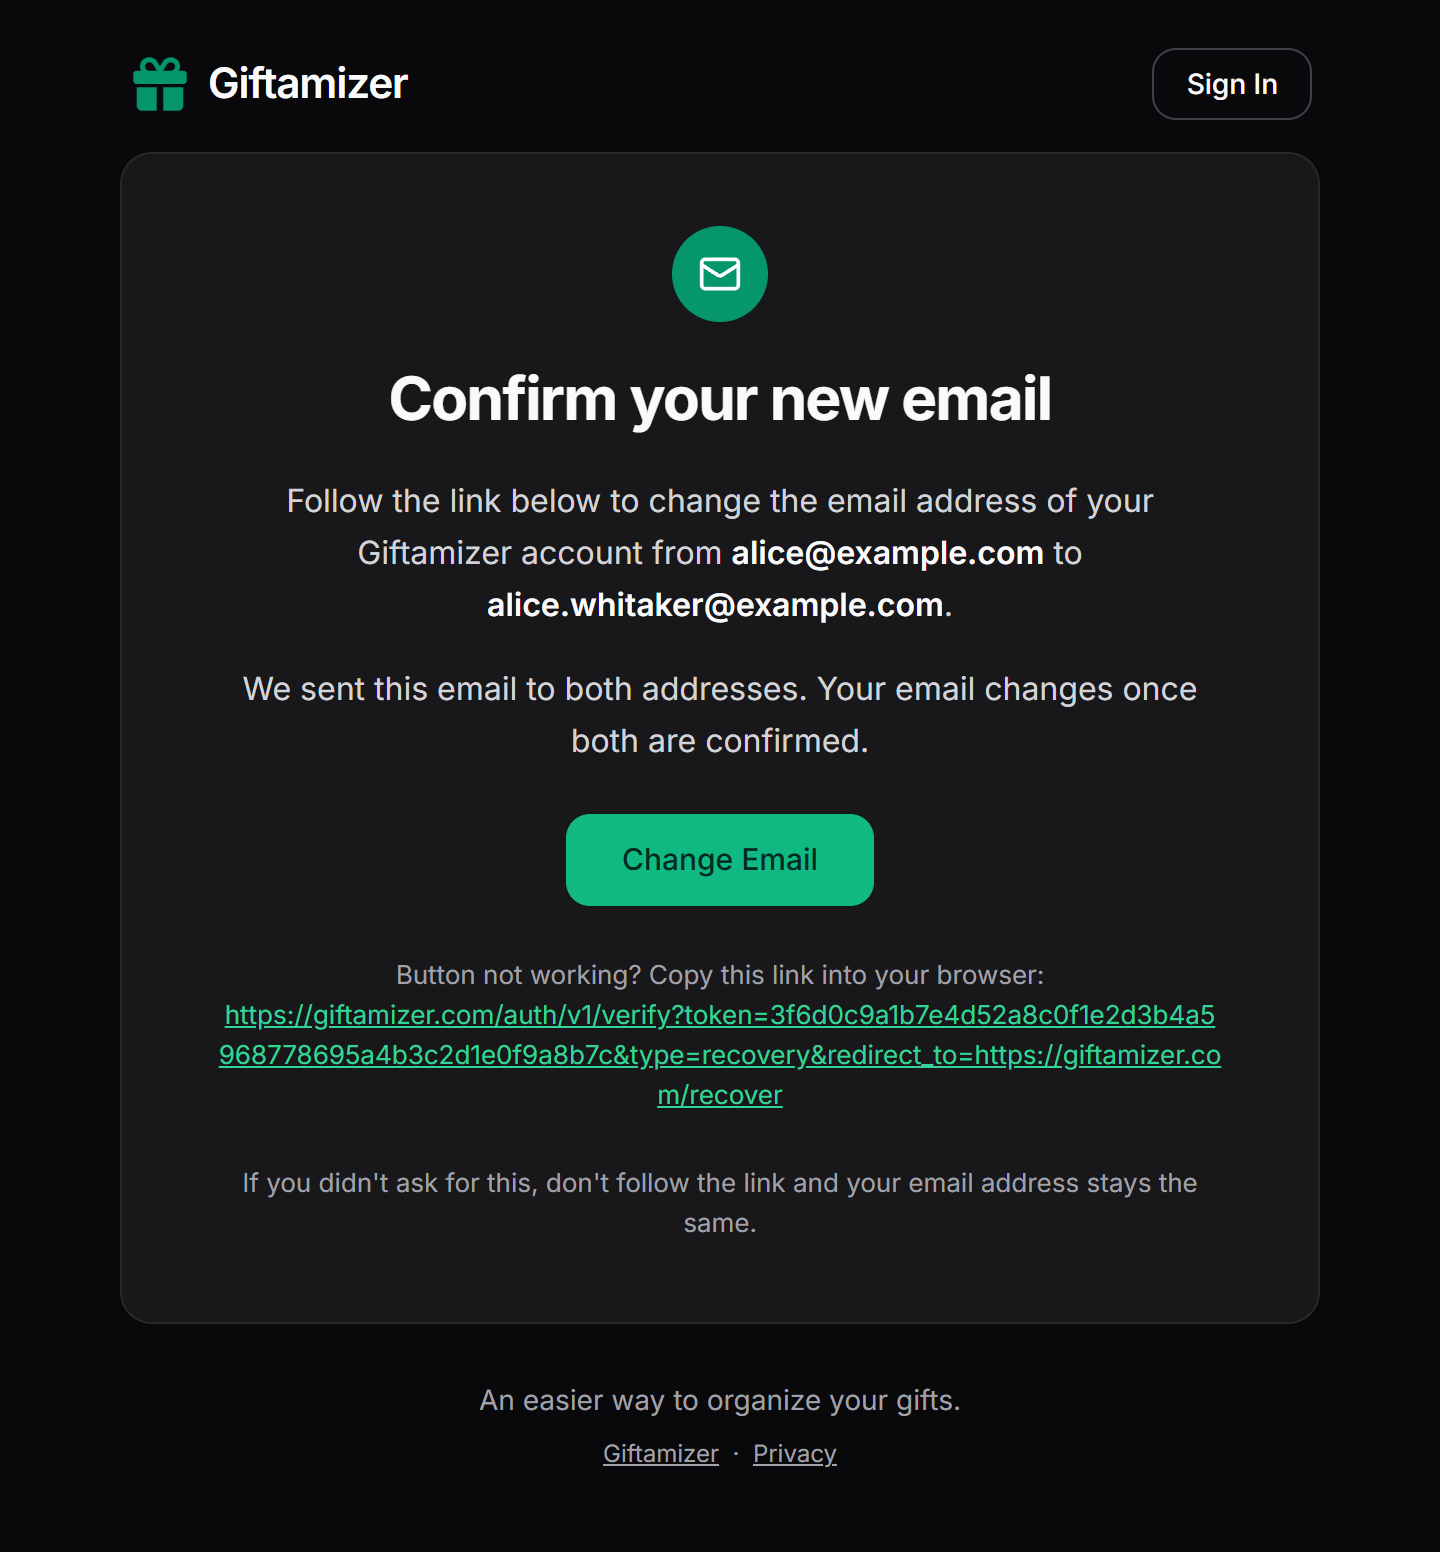 Giftamizer
Sign In
Confirm your new email
Follow the link below to change the email address of your
Giftamizer account from alice@example.com to
alice.whitaker@example.com.
We sent this email to both addresses. Your email changes once
both are confirmed.
Change Email
Button not working? Copy this link into your browser:
https://giftamizer.com/auth/v1/verify?token=3f6d0c9a1b7e4d52a8c0f1e2d3b4a5
968778695a4b3c2d1e0f9a8b7c&type=recovery&redirect_to=https://giftamizer.co
m/recover
If you didn't ask for this, don't follow the link and your email address stays the
same.
An easier way to organize your gifts.
Giftamizer · Privacy